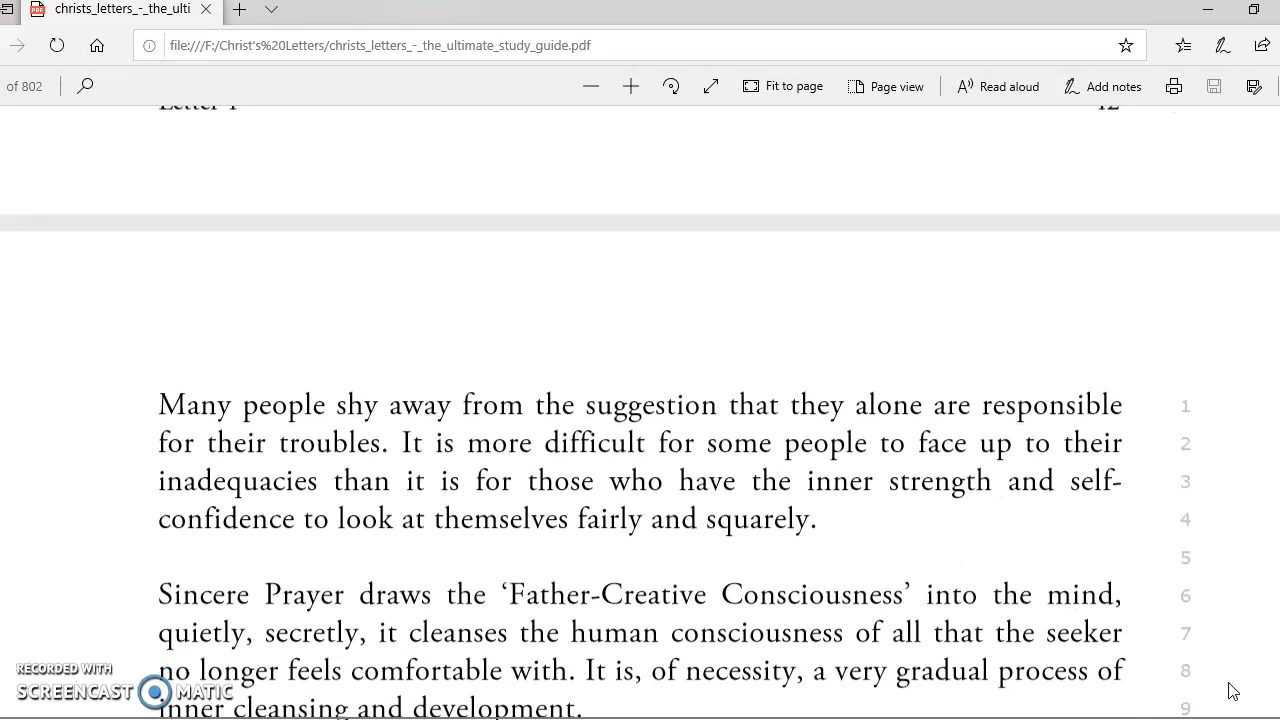 christs_letters_-_the_ulti
file:///F:/Christ's%20Letters/christs_letters_-_the_ultimate_study_guide.pdf
of 802
Fit to page
Page view
Read aloud
Add notes
Letter 1 12
Many people shy away from the suggestion that they alone are responsible 1
for their troubles. It is more difficult for some people to face up to their 2
inadequacies than it is for those who have the inner strength and self- 3
confidence to look at themselves fairly and squarely. 4
5
Sincere Prayer draws the ‘Father-Creative Consciousness’ into the mind, 6
quietly, secretly, it cleanses the human consciousness of all that the seeker 7
no longer feels comfortable with. It is, of necessity, a very gradual process of 8
inner cleansing and development. 9
RECORDED WITH
SCREENCAST MATIC